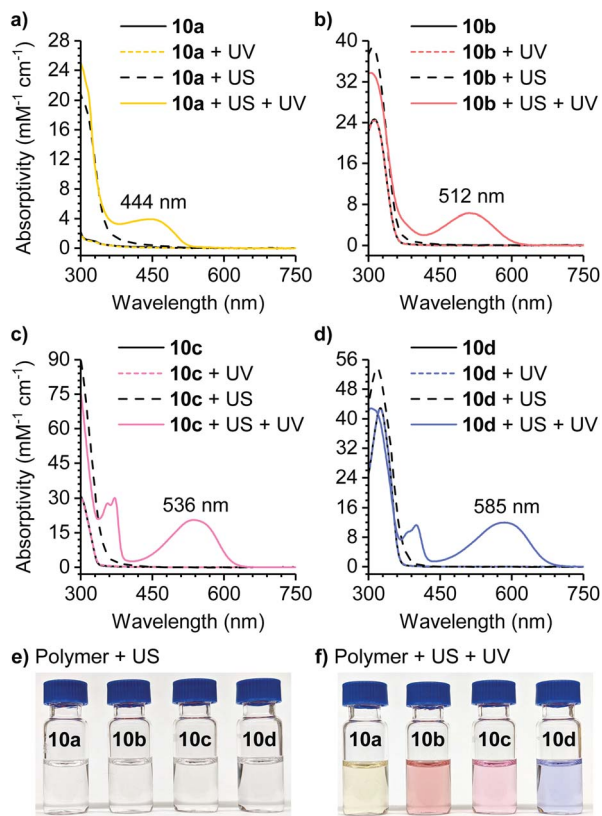 a)
10a
10a + UV
10a + US
10a + US + UV
Absorptivity (mM⁻¹ cm⁻¹)
28
24
20
16
12
8
4
0
444 nm
300 450 600 750
Wavelength (nm)
b)
10b
10b + UV
10b + US
10b + US + UV
40
32
24
16
8
0
512 nm
300 450 600 750
Wavelength (nm)
c)
10c
10c + UV
10c + US
10c + US + UV
Absorptivity (mM⁻¹ cm⁻¹)
90
75
60
45
30
15
0
536 nm
300 450 600 750
Wavelength (nm)
d)
10d
10d + UV
10d + US
10d + US + UV
56
48
40
32
24
16
8
0
585 nm
300 450 600 750
Wavelength (nm)
e) Polymer + US
10a 10b 10c 10d
f) Polymer + US + UV
10a 10b 10c 10d